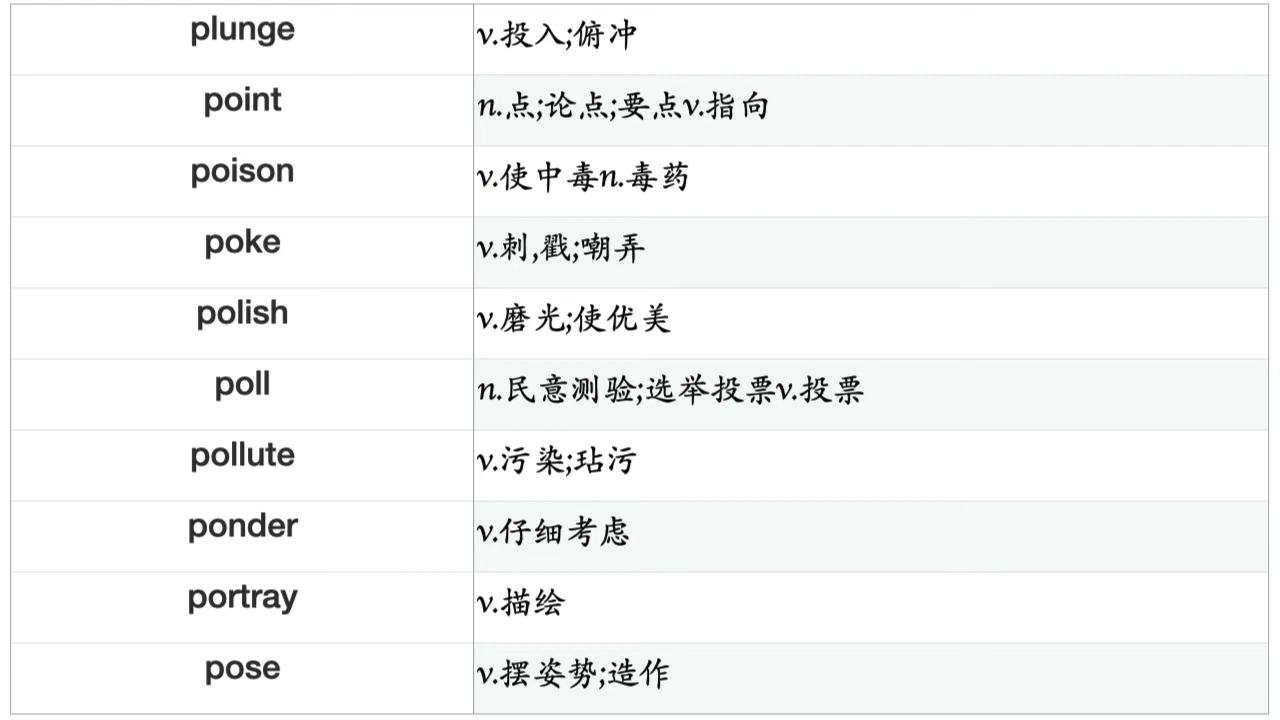 plunge v.投入;俯冲
point n.点;论点;要点v.指向
poison v.使中毒n.毒药
poke v.刺,戳;嘲弄
polish v.磨光;使优美
poll n.民意测验;选举投票v.投票
pollute v.污染;玷污
ponder v.仔细考虑
portray v.描绘
pose v.摆姿势;造作